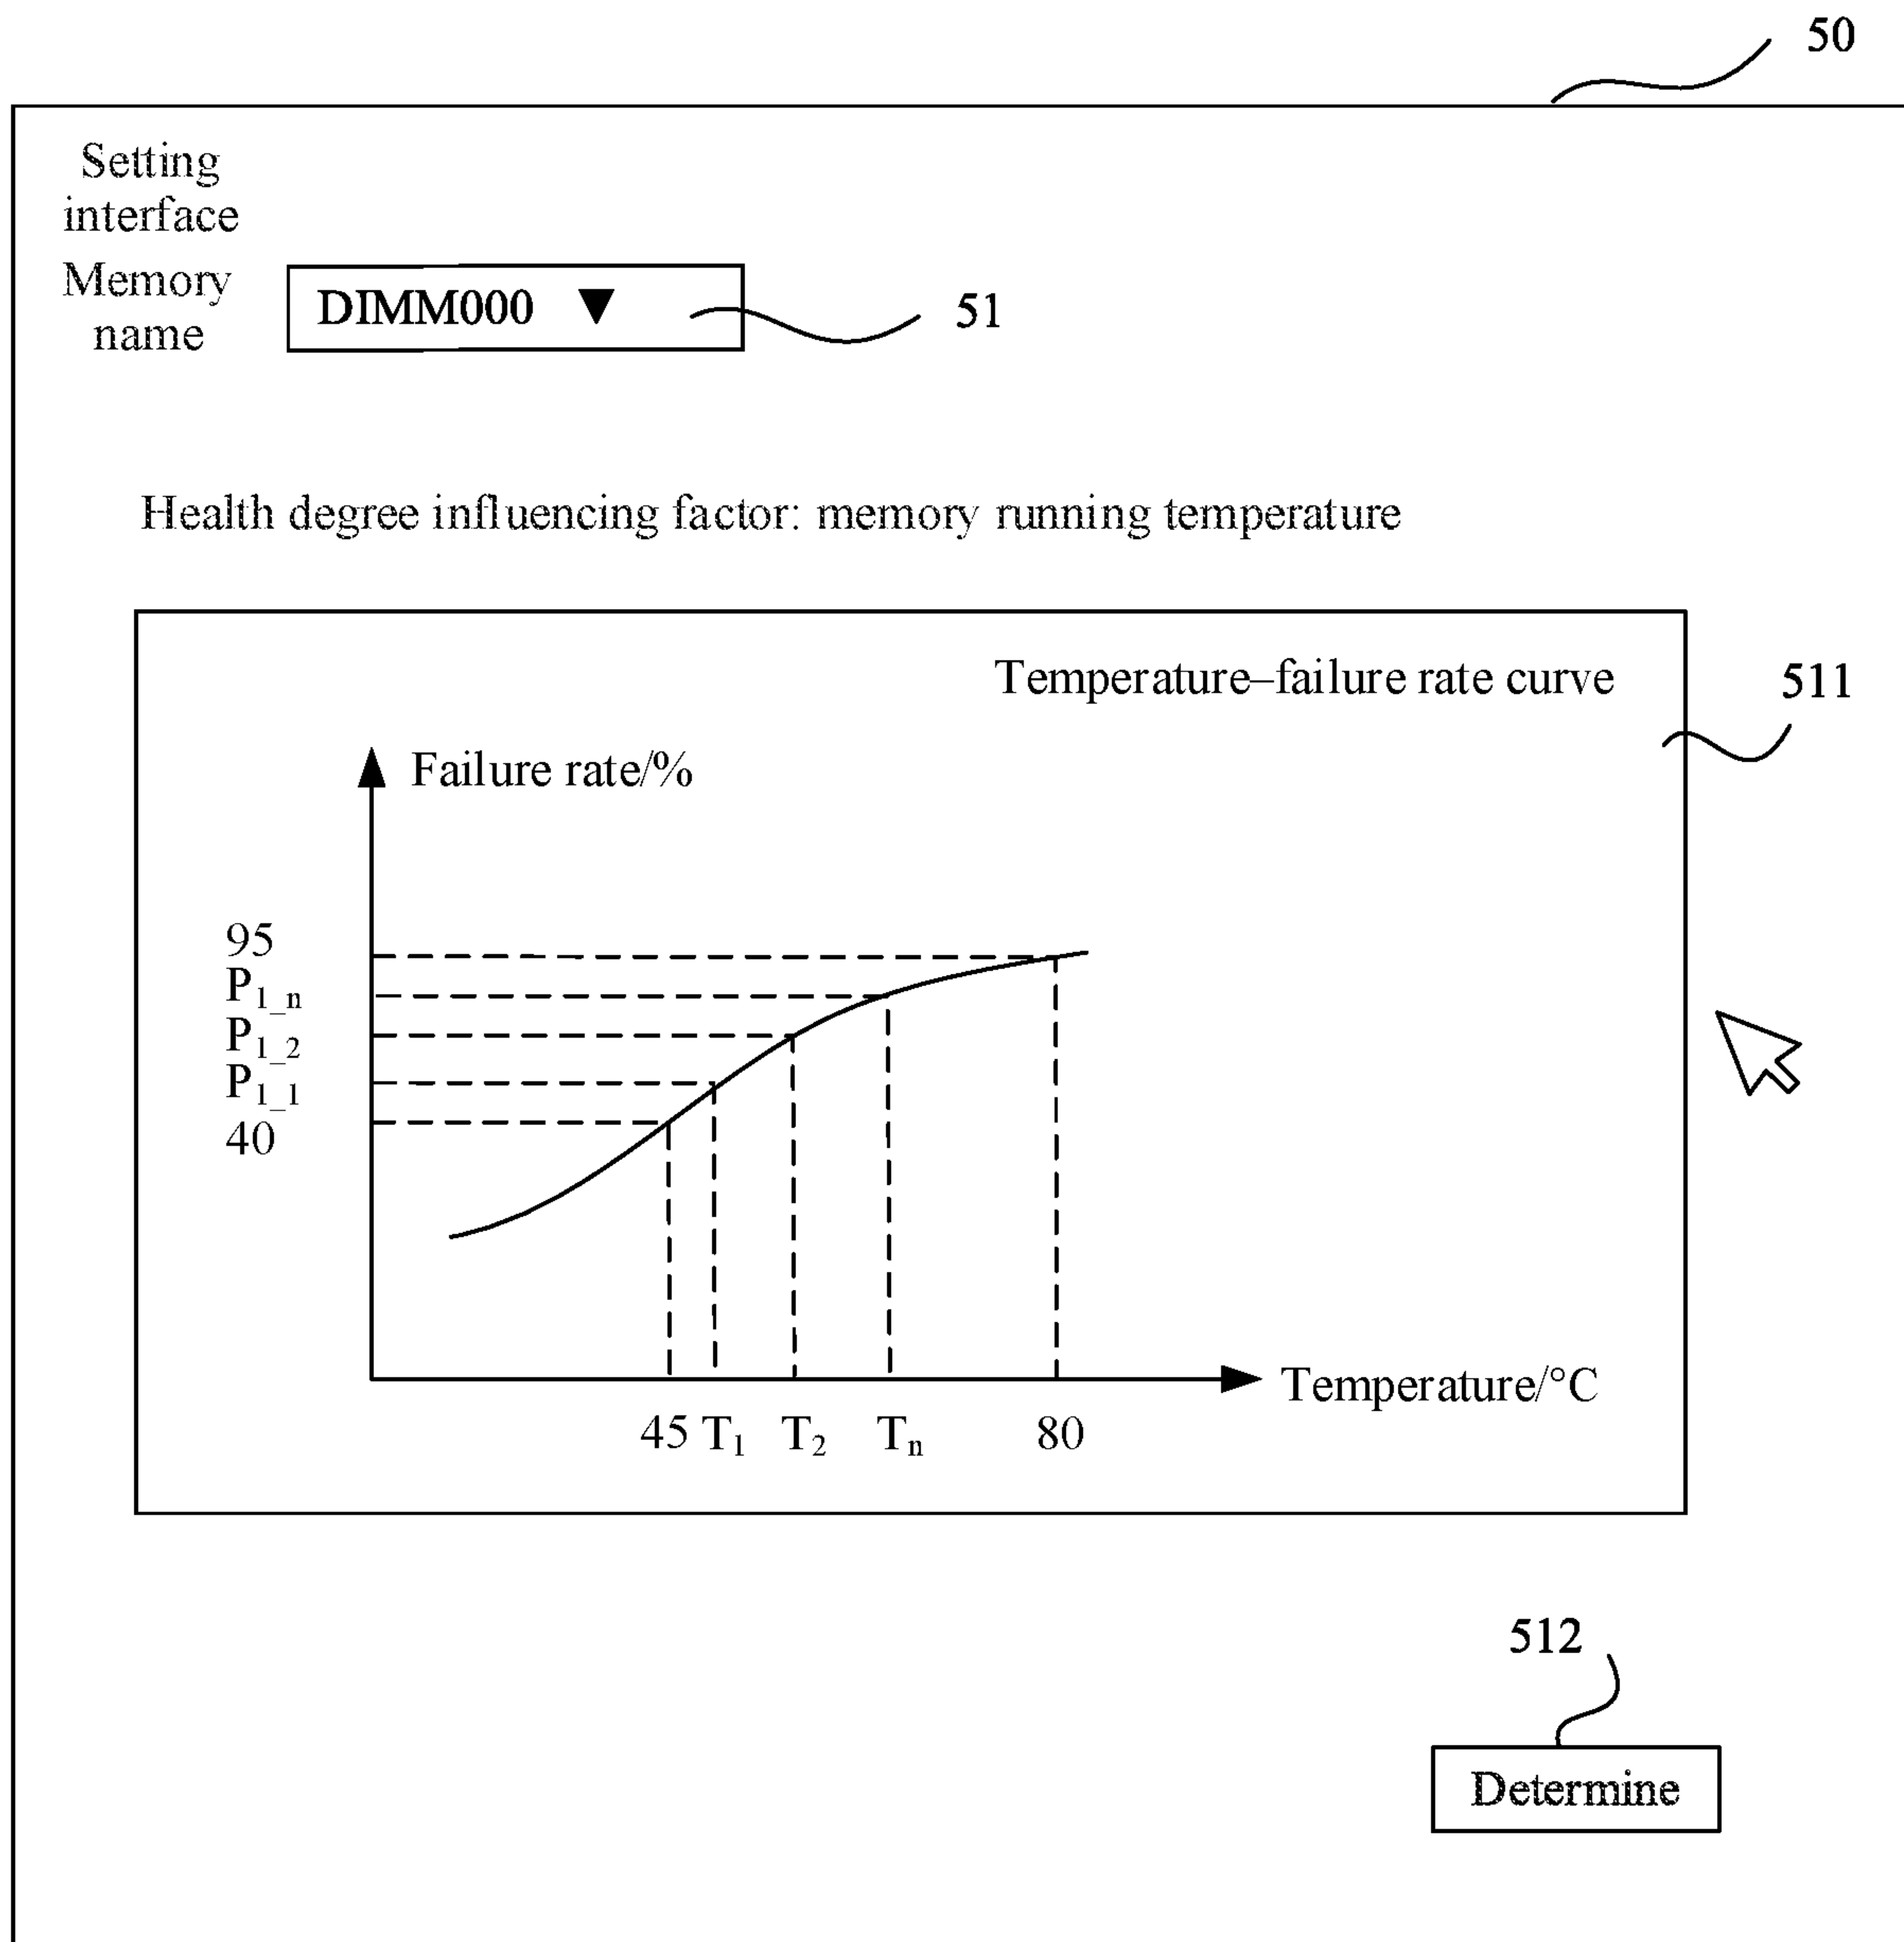 50
Setting
interface
Memory
name
DIMM000 ▼
51
Health degree influencing factor: memory running temperature
Temperature–failure rate curve
511
Failure rate/%
95
P1_n
P1_2
P1_1
40
Temperature/°C
45 T1 T2 Tn 80
512
Determine